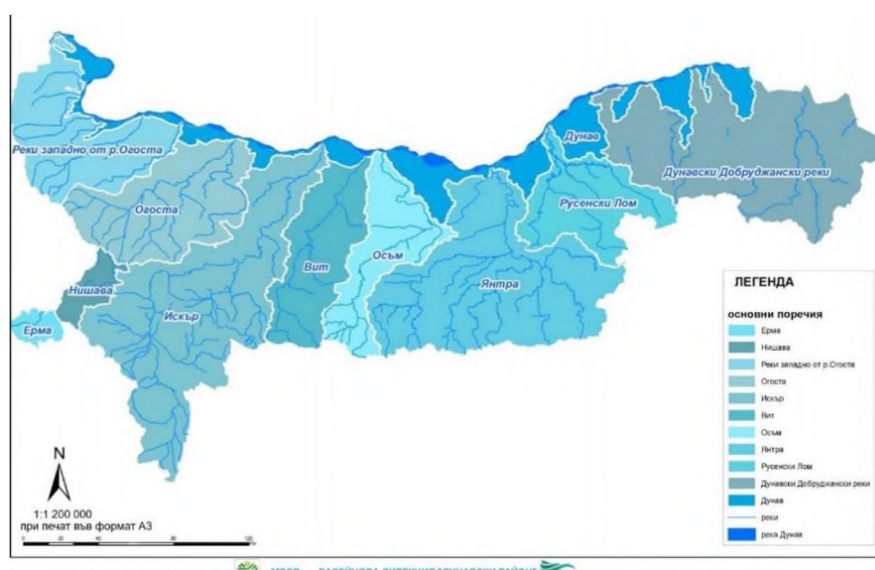 Реки западно от р.Огоста
Огоста
Нишава
Ерма
Искър
Вит
Осъм
Янтра
Русенски Лом
Дунав
Дунавски Добруджански реки
ЛЕГЕНДА
основни поречия
Ерма
Нишава
Реки западно от р.Огоста
Огоста
Искър
Вит
Осъм
Янтра
Русенски Лом
Дунавски Добруджански реки
Дунав
реки
река Дунав
N
1:1 200 000
при печат във формат А3